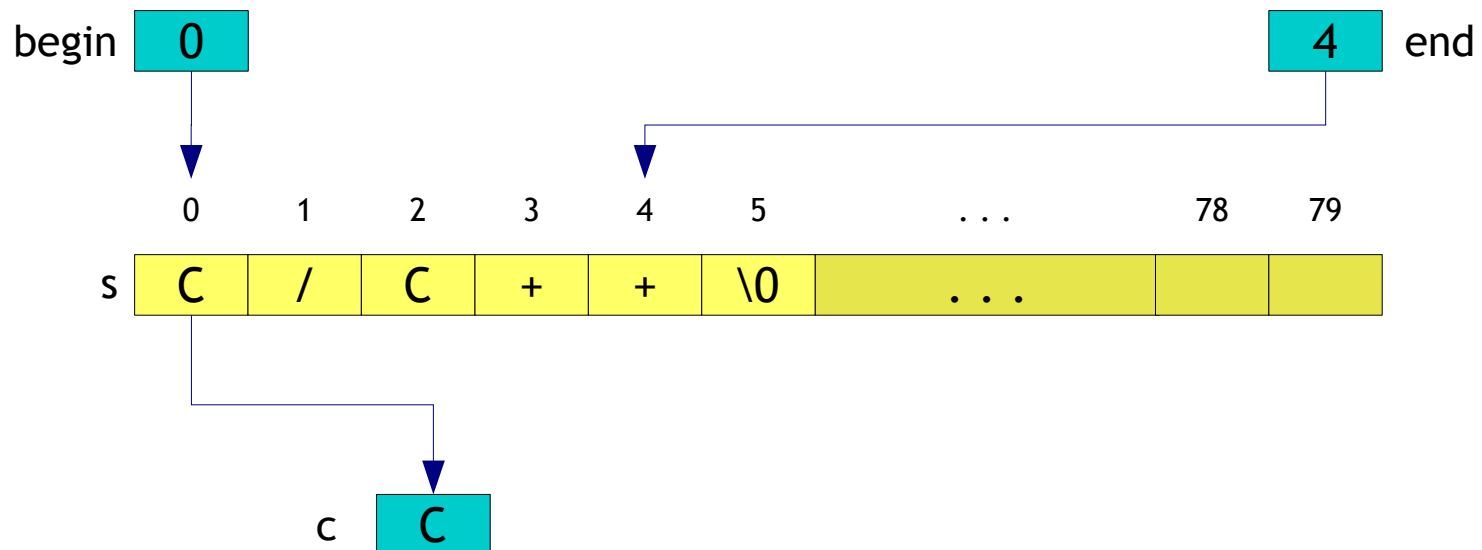 begin 0 4 end
0 1 2 3 4 5 . . . 78 79
s C / C + + \0 . . .
c C